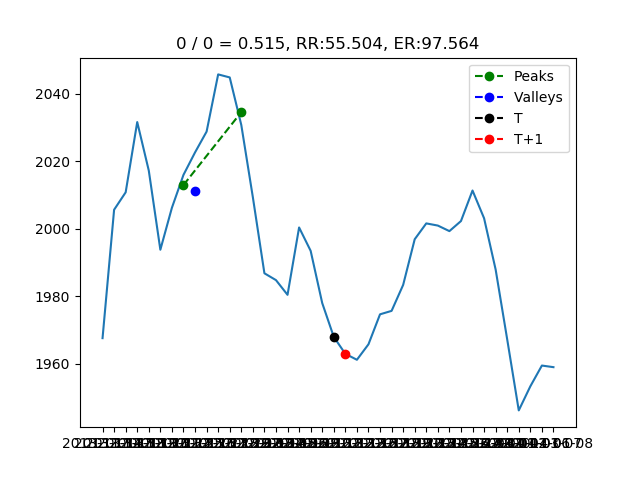 0 / 0 = 0.515, RR:55.504, ER:97.564
Peaks
Valleys
T
T+1
2040
2020
2000
1980
1960